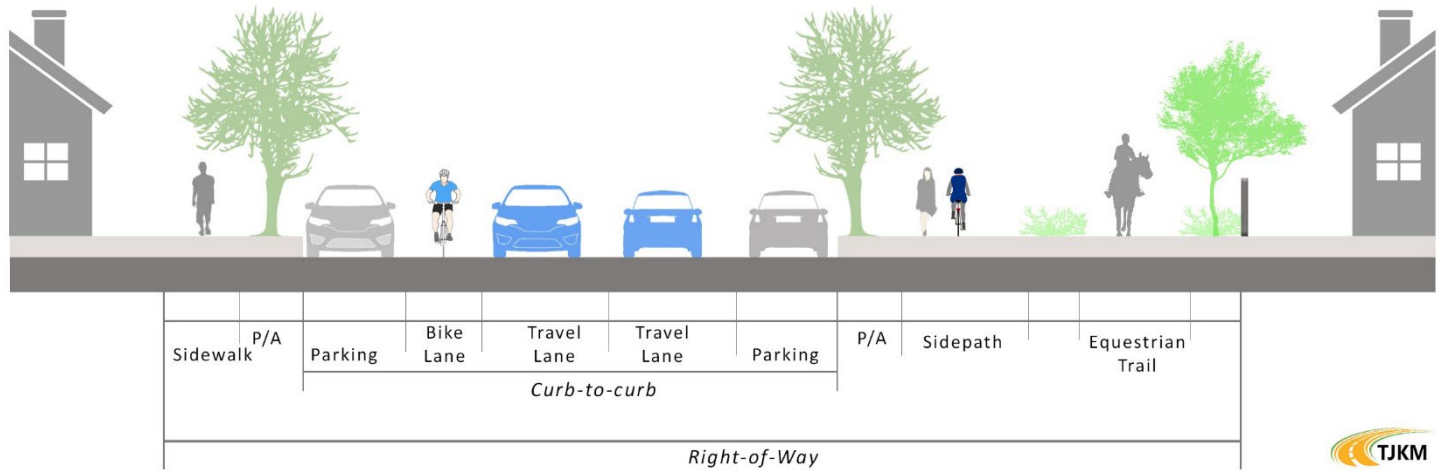 Sidewalk
P/A
Parking
Bike
Lane
Travel
Lane
Travel
Lane
Parking
P/A
Sidepath
Equestrian
Trail
Curb-to-curb
Right-of-Way
TJKM